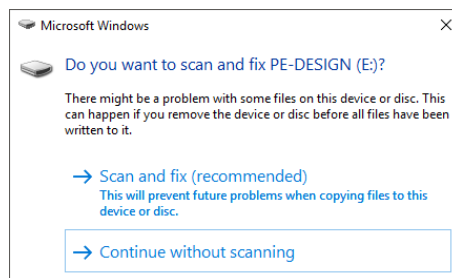 Microsoft Windows
Do you want to scan and fix PE-DESIGN (E:)?
There might be a problem with some files on this device or disc. This
can happen if you remove the device or disc before all files have been
written to it.
Scan and fix (recommended)
This will prevent future problems when copying files to this
device or disc.
Continue without scanning